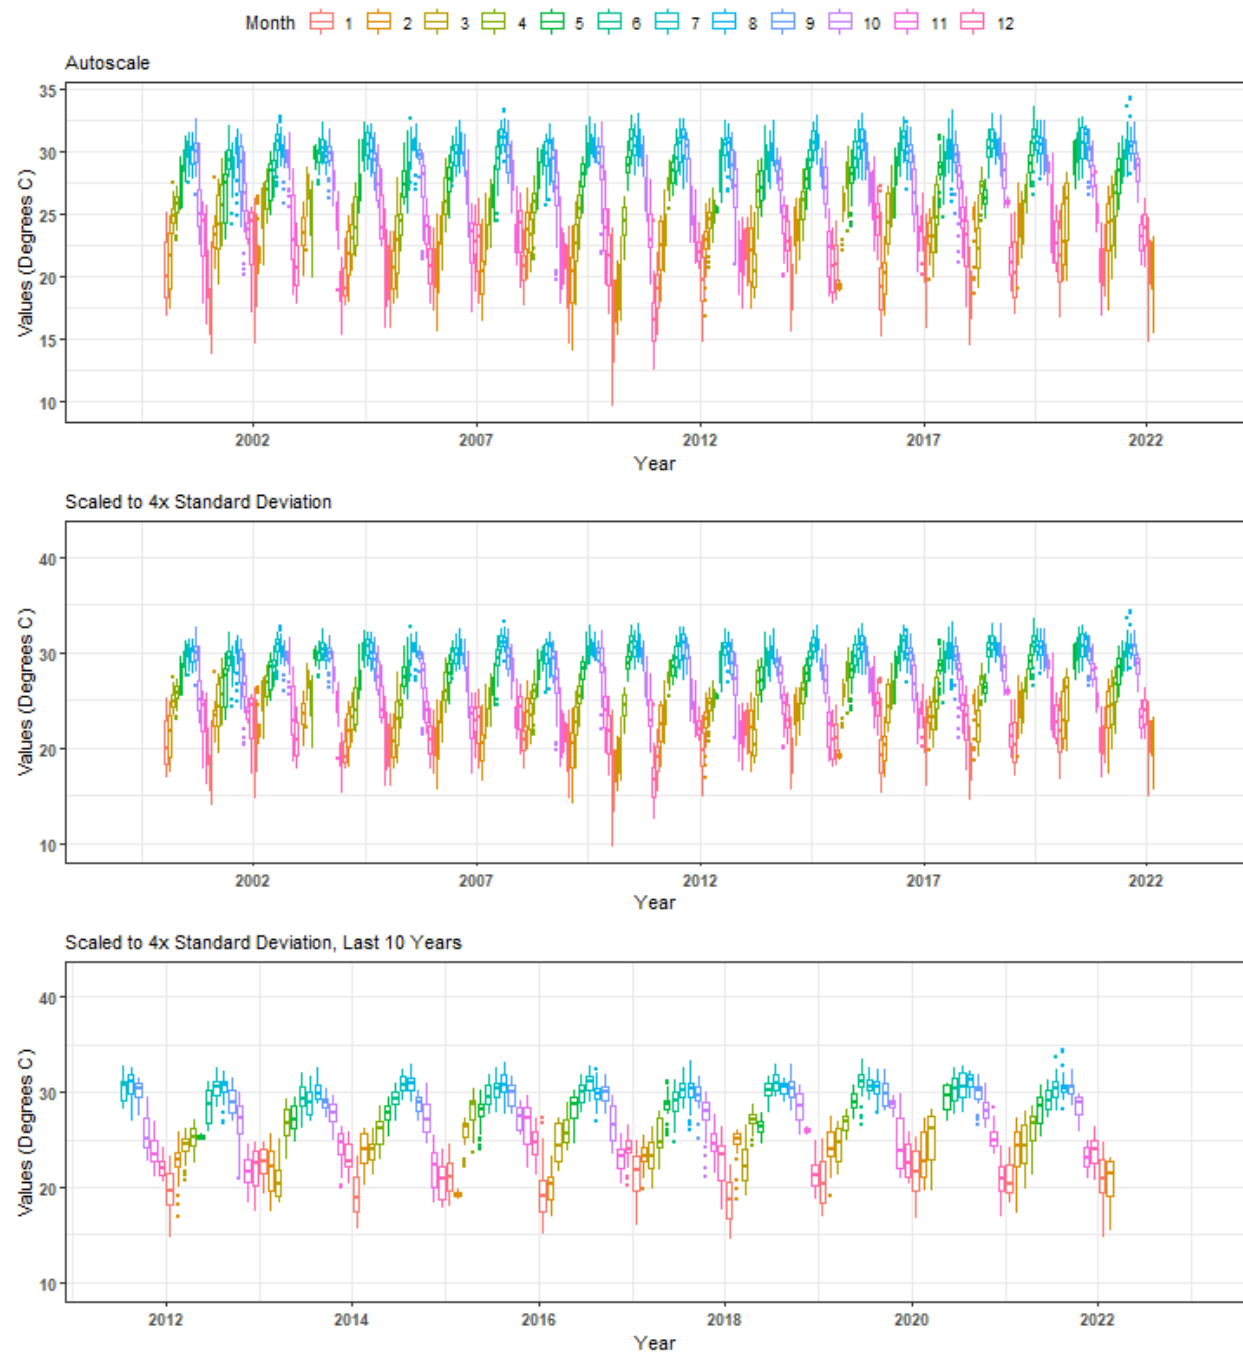 Month 1 2 3 4 5 6 7 8 9 10 11 12
Autoscale
35
30
25
20
15
10
Values (Degrees C)
2002 2007 2012 2017 2022
Year
Scaled to 4x Standard Deviation
40
30
20
10
Values (Degrees C)
2002 2007 2012 2017 2022
Year
Scaled to 4x Standard Deviation, Last 10 Years
40
30
20
10
Values (Degrees C)
2012 2014 2016 2018 2020 2022
Year